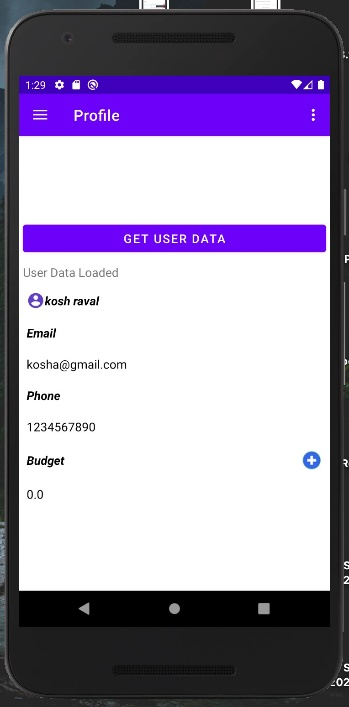 1:29
Profile
GET USER DATA
User Data Loaded
kosh raval
Email
kosha@gmail.com
Phone
1234567890
Budget
0.0